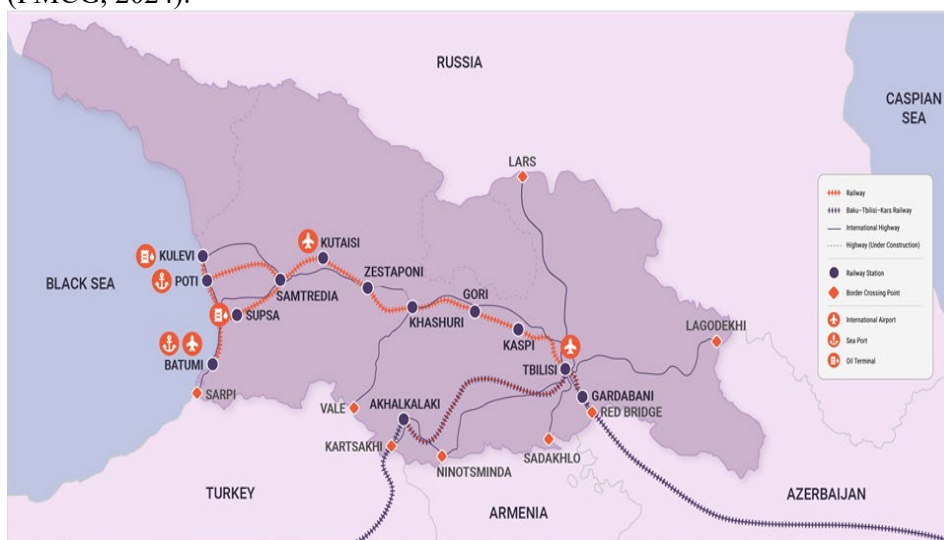 (PMCG, 2024).
RUSSIA
CASPIAN
SEA
LARS
Railway
Baku-Tbilisi-Kars Railway
International Highway
Highway (Under Construction)
Railway Station
Border Crossing Point
International Airport
Sea Port
Oil Terminal
KUTAISI
KULEVI
ZESTAPONI
BLACK SEA
POTI
SAMTREDIA
GORI
SUPSA
KHASHURI
LAGODEKHI
KASPI
BATUMI
TBILISI
SARPI
GARDABANI
VALE
AKHALKALAKI
RED BRIDGE
KARTSAKHI
SADAKHLO
NINOTSMINDA
TURKEY
AZERBAIJAN
ARMENIA